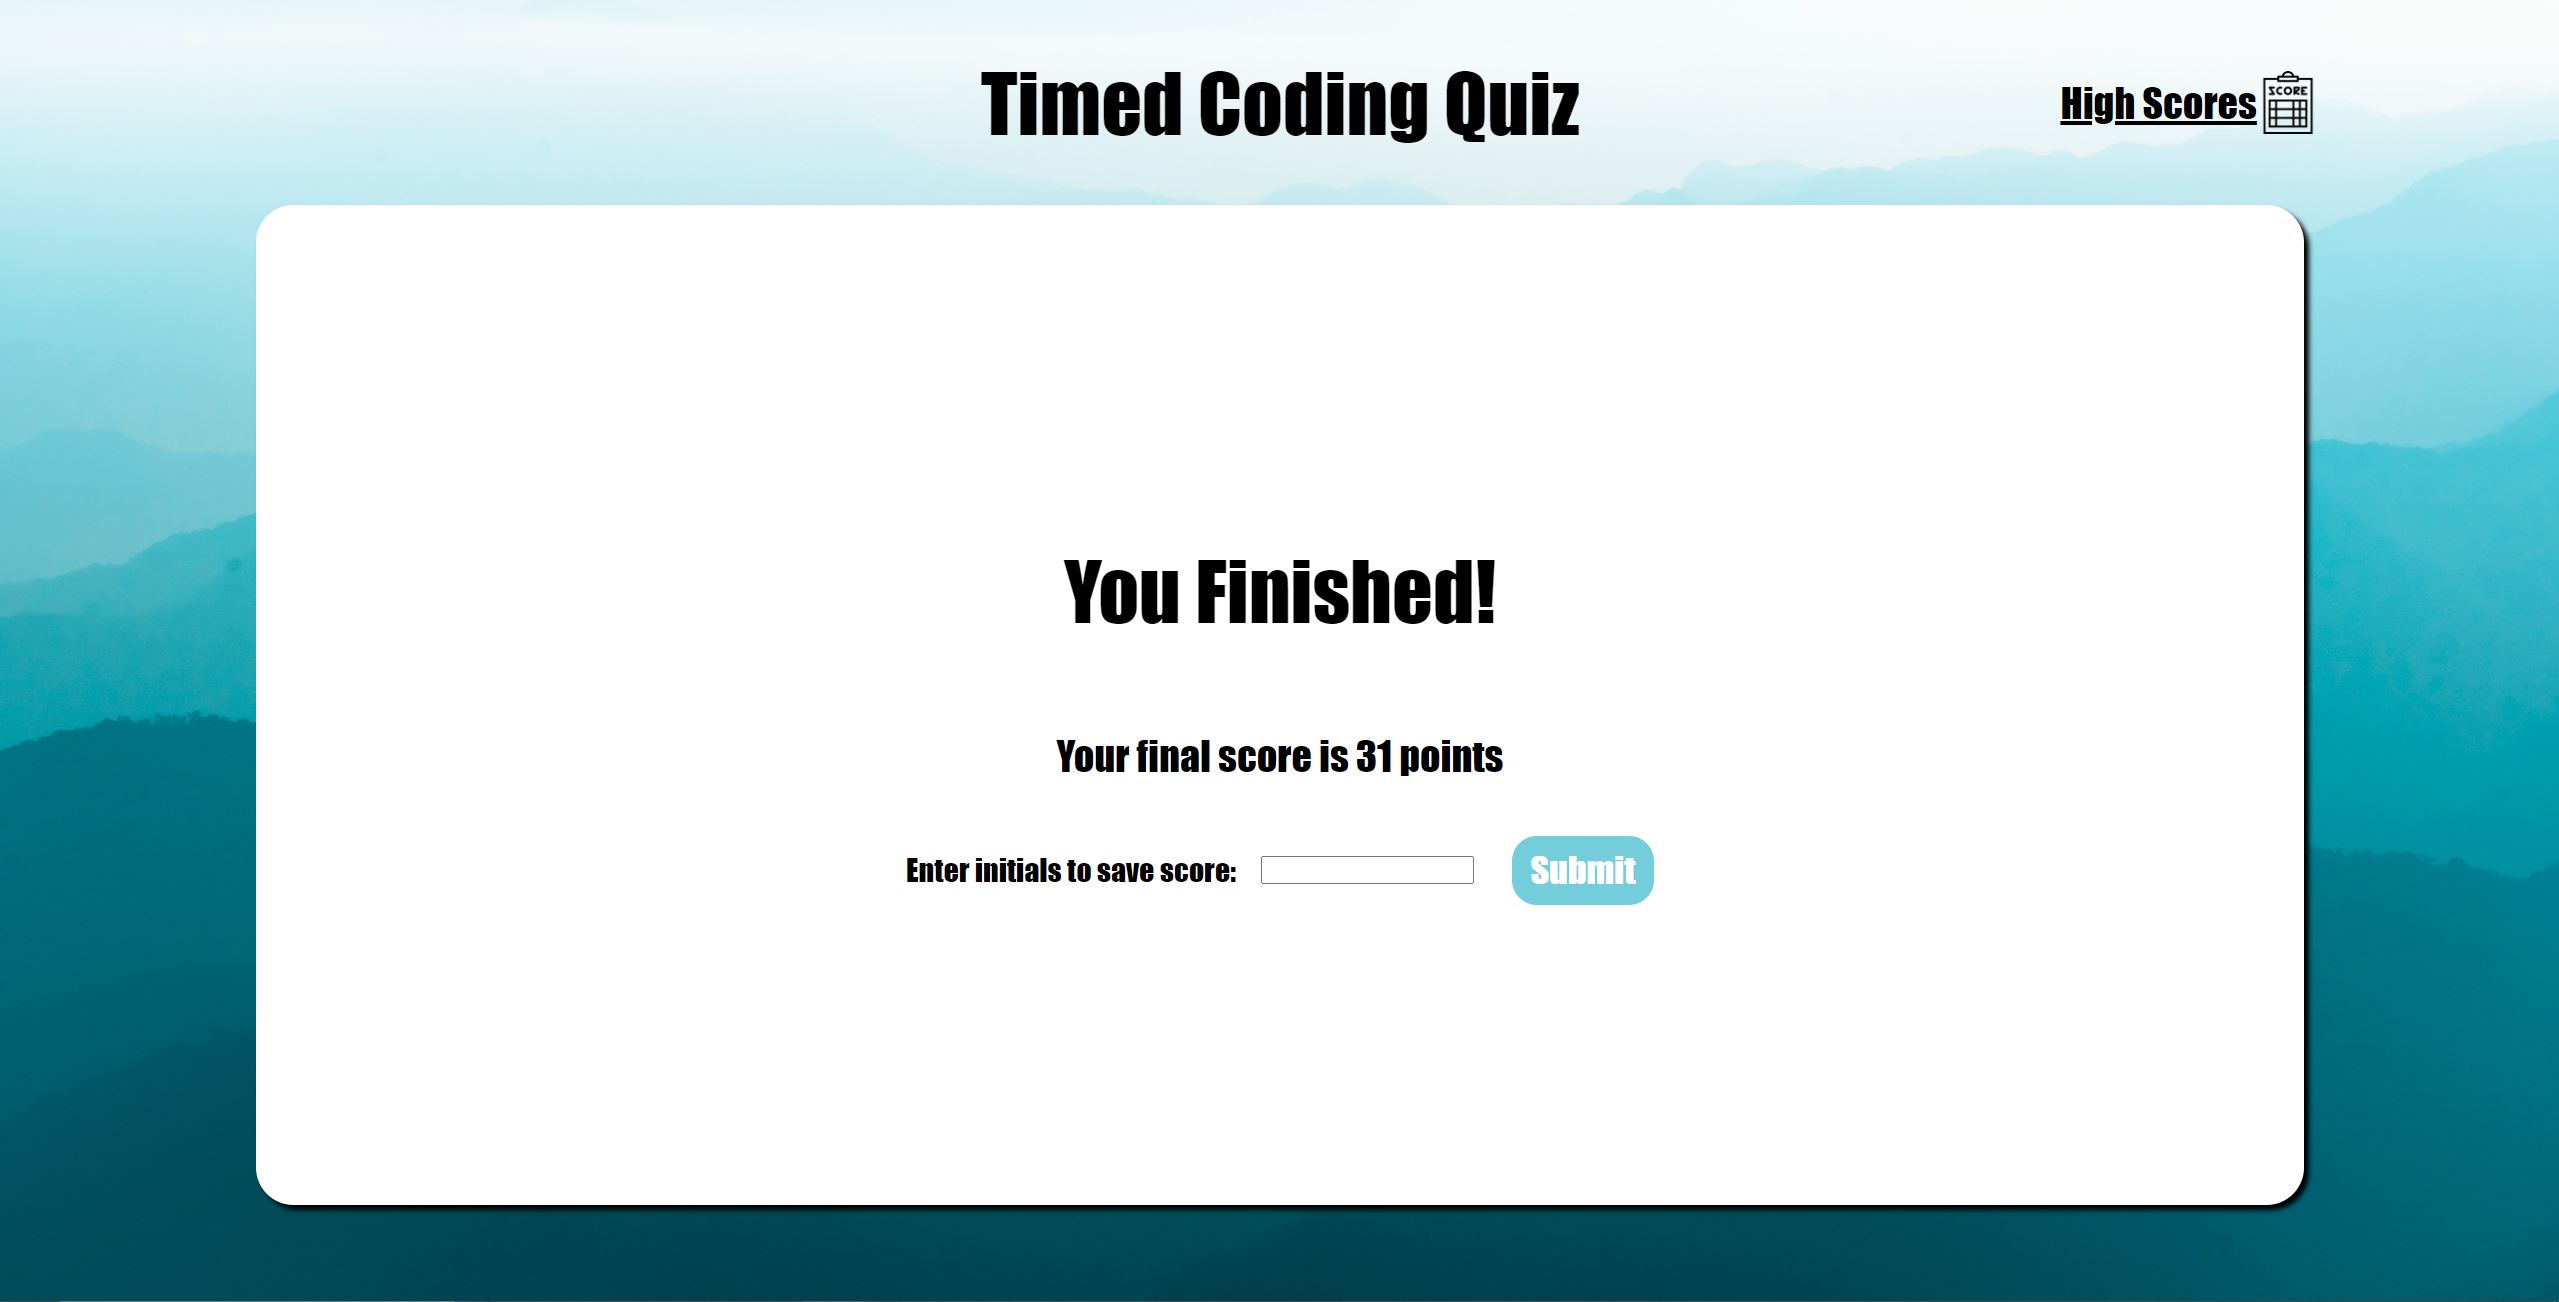 Timed Coding Quiz
High Scores
SCORE
You Finished!
Your final score is 31 points
Enter initials to save score:
Submit